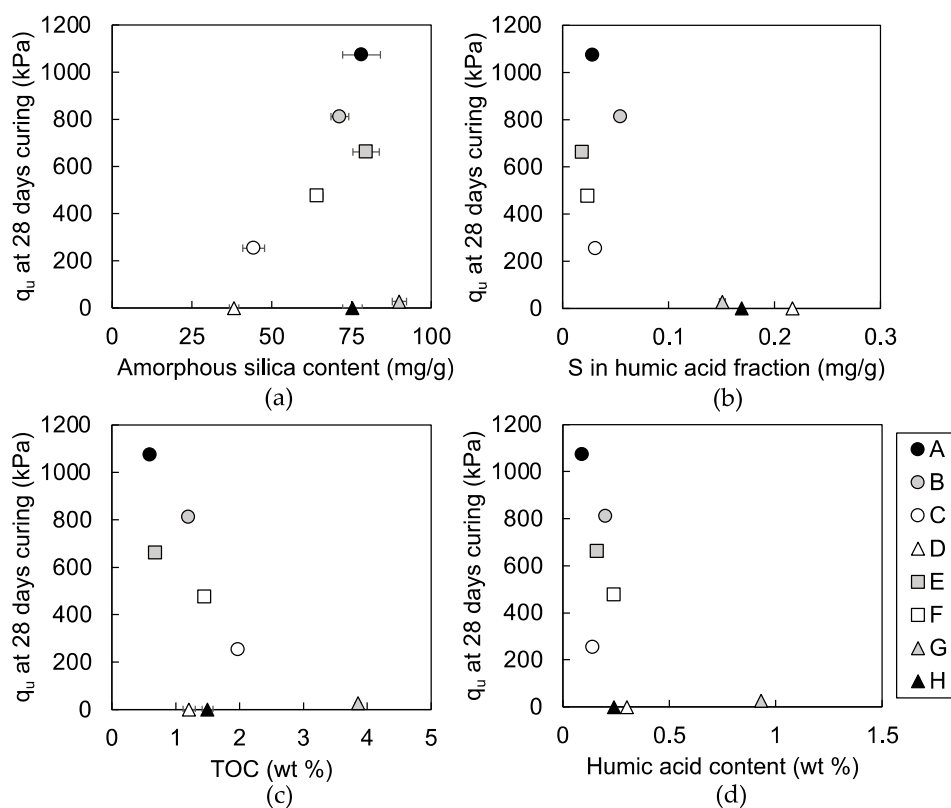 1200
1000
800
600
400
200
0
q_u at 28 days curing (kPa)
0 25 50 75 100
Amorphous silica content (mg/g)
(a)
1200
1000
800
600
400
200
0
q_u at 28 days curing (kPa)
0 0.1 0.2 0.3
S in humic acid fraction (mg/g)
(b)
1200
1000
800
600
400
200
0
q_u at 28 days curing (kPa)
0 1 2 3 4 5
TOC (wt %)
(c)
1200
1000
800
600
400
200
0
q_u at 28 days curing (kPa)
0 0.5 1 1.5
Humic acid content (wt %)
(d)
A
B
C
D
E
F
G
H